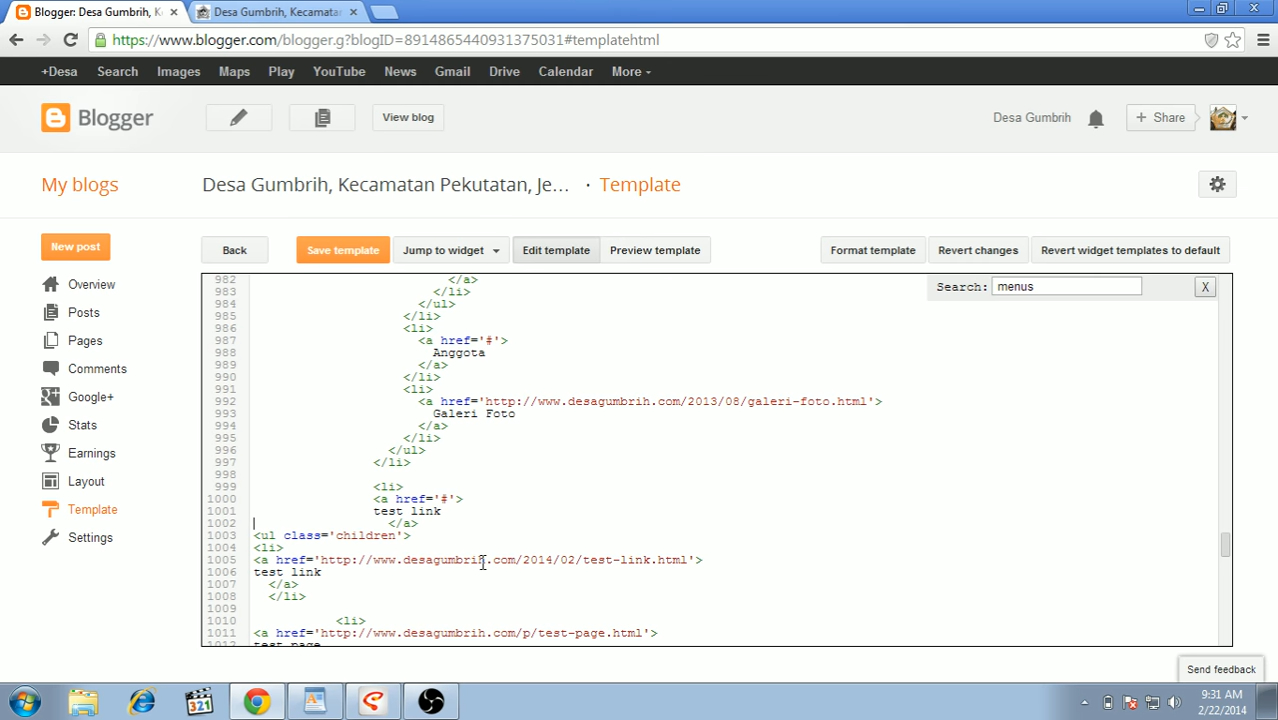 Blogger: Desa Gumbrih, K
Desa Gumbrih, Kecamatan
https://www.blogger.com/blogger.g?blogID=8914865440931375031#templatehtml
+Desa Search Images Maps Play YouTube News Gmail Drive Calendar More
Blogger View blog Desa Gumbrih + Share
My blogs Desa Gumbrih, Kecamatan Pekutatan, Je... · Template
New post Back Save template Jump to widget Edit template Preview template Format template Revert changes Revert widget templates to default
Overview
Posts
Pages
Comments
Google+
Stats
Earnings
Layout
Template
Settings
Search: menus X
982 </a>
983 </li>
984 </ul>
985 </li>
986 <li>
987 <a href='#'>
988 Anggota
989 </a>
990 </li>
991 <li>
992 <a href='http://www.desagumbrih.com/2013/08/galeri-foto.html'>
993 Galeri Foto
994 </a>
995 </li>
996 </ul>
997 </li>
998
999 <li>
1000 <a href='#'>
1001 test link
1002 </a>
1003 <ul class='children'>
1004 <li>
1005 <a href='http://www.desagumbrih.com/2014/02/test-link.html'>
1006 test link
1007 </a>
1008 </li>
1009
1010 <li>
1011 <a href='http://www.desagumbrih.com/p/test-page.html'>
1012 test page
Send feedback
321
9:31 AM
2/22/2014